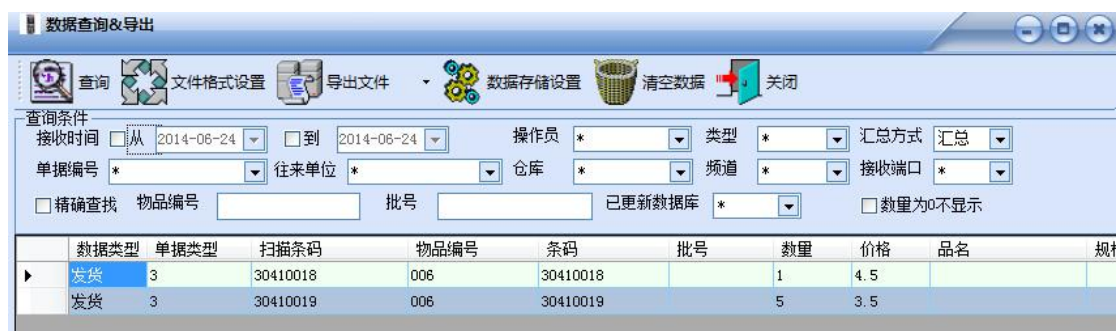 数据查询&导出
查询 文件格式设置 导出文件 数据存储设置 清空数据 关闭
查询条件
接收时间 从 2014-06-24 到 2014-06-24 操作员 * 类型 * 汇总方式 汇总
单据编号 * 往来单位 * 仓库 * 频道 * 接收端口 *
精确查找 物品编号 批号 已更新数据库 * 数量为0不显示
数据类型 单据类型 扫描条码 物品编号 条码 批号 数量 价格 品名 规格
发货 3 30410018 006 30410018 1 4.5
发货 3 30410019 006 30410019 5 3.5